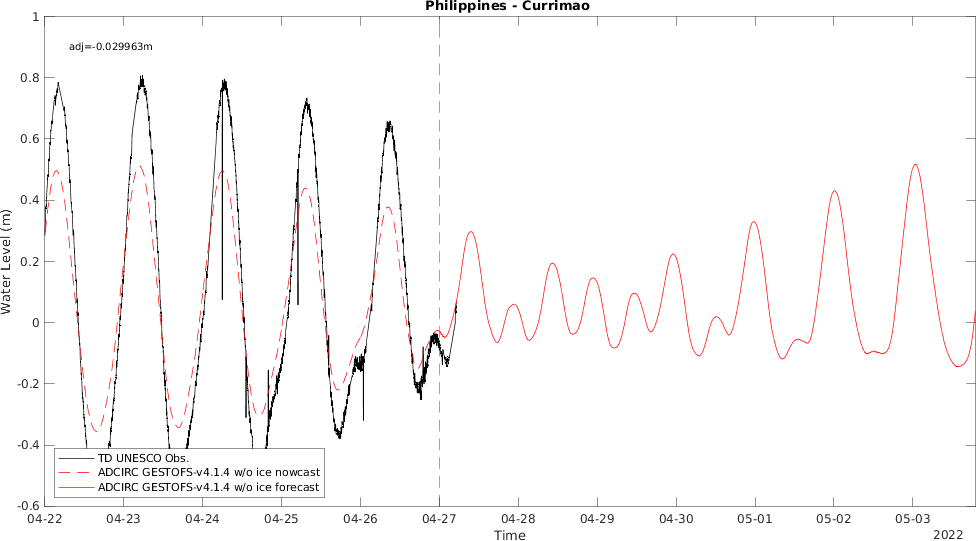 Philippines - Currimao
adj=-0.029963m
1
0.8
0.6
0.4
0.2
0
-0.2
-0.4
-0.6
Water Level (m)
TD UNESCO Obs.
ADCIRC GESTOFS-v4.1.4 w/o ice nowcast
ADCIRC GESTOFS-v4.1.4 w/o ice forecast
04-22 04-23 04-24 04-25 04-26 04-27 04-28 04-29 04-30 05-01 05-02 05-03
Time
2022